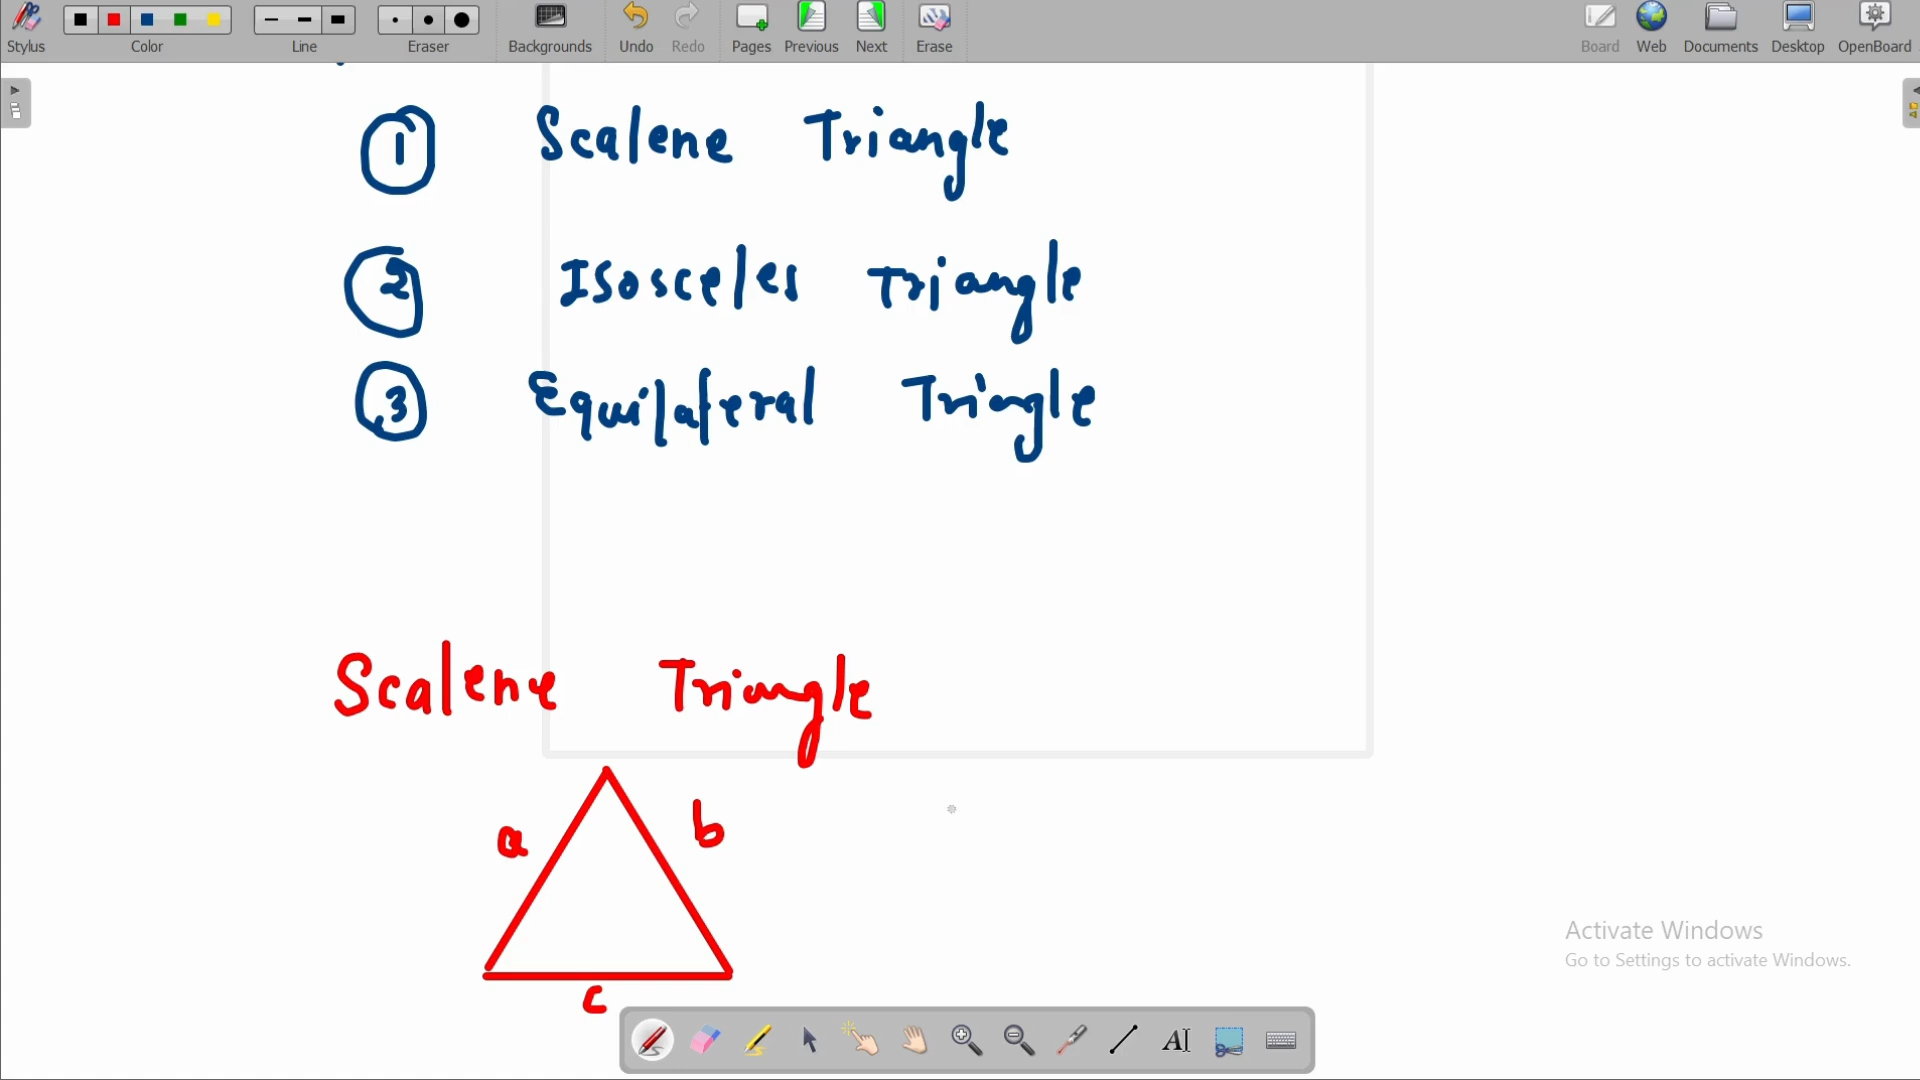 Stylus Color Line Eraser Backgrounds Undo Redo Pages Previous Next Erase Board Web Documents Desktop OpenBoard
1 Scalene Triangle
2 Isosceles Triangle
3 Equilateral Triangle
Scalene Triangle
a b
c
Activate Windows
Go to Settings to activate Windows.
AI